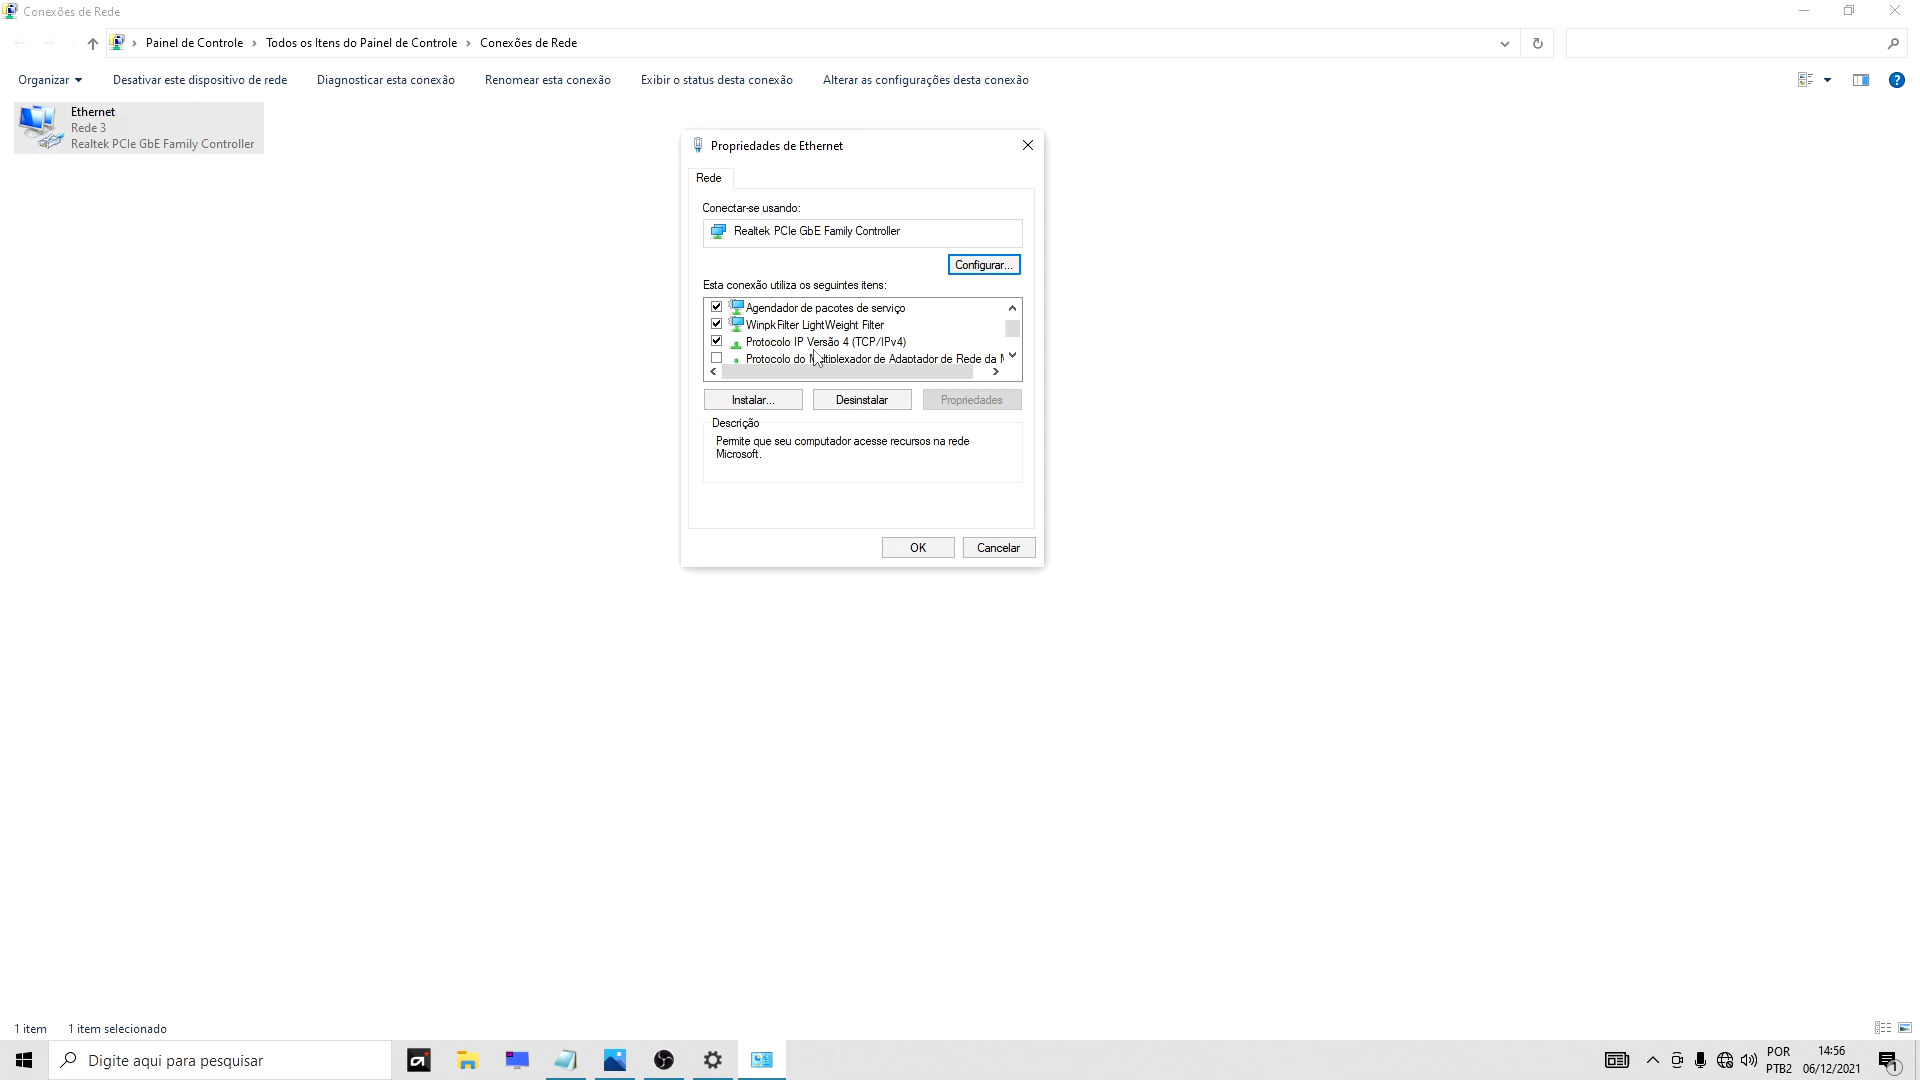 Conexões de Rede
Painel de Controle > Todos os Itens do Painel de Controle > Conexões de Rede
Organizar Desativar este dispositivo de rede Diagnosticar esta conexão Renomear esta conexão Exibir o status desta conexão Alterar as configurações desta conexão
Ethernet
Rede 3
Realtek PCIe GbE Family Controller
Propriedades de Ethernet
Rede
Conectar-se usando:
Realtek PCIe GbE Family Controller
Configurar...
Esta conexão utiliza os seguintes itens:
Agendador de pacotes de serviço
WinpkFilter LightWeight Filter
Protocolo IP Versão 4 (TCP/IPv4)
Protocolo do Multiplexador de Adaptador de Rede da
Instalar... Desinstalar Propriedades
Descrição
Permite que seu computador acesse recursos na rede
Microsoft.
OK Cancelar
1 item 1 item selecionado
Digite aqui para pesquisar
POR
PTB2
14:56
06/12/2021
1